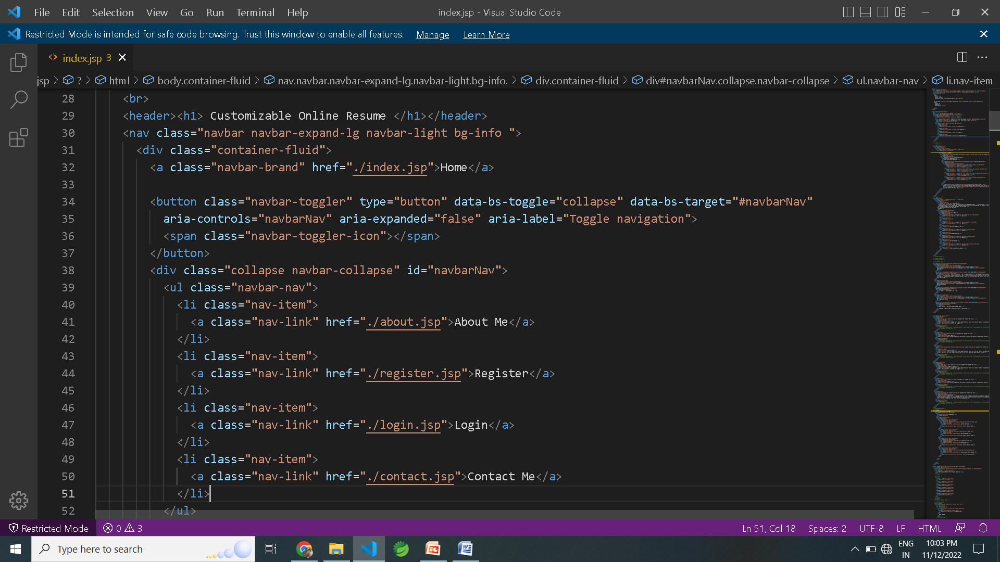 File Edit Selection View Go Run Terminal Help index.jsp - Visual Studio Code
Restricted Mode is intended for safe code browsing. Trust this window to enable all features. Manage Learn More
index.jsp 3
jsp > ? > html > body.container-fluid > nav.navbar.navbar-expand-lg.navbar-light.bg-info. > div.container-fluid > div#navbarNav.collapse.navbar-collapse > ul.navbar-nav > li.nav-item
28 <br>
29 <header><h1> Customizable Online Resume </h1></header>
30 <nav class="navbar navbar-expand-lg navbar-light bg-info ">
31 <div class="container-fluid">
32 <a class="navbar-brand" href="./index.jsp">Home</a>
33
34 <button class="navbar-toggler" type="button" data-bs-toggle="collapse" data-bs-target="#navbarNav"
35 aria-controls="navbarNav" aria-expanded="false" aria-label="Toggle navigation">
36 <span class="navbar-toggler-icon"></span>
37 </button>
38 <div class="collapse navbar-collapse" id="navbarNav">
39 <ul class="navbar-nav">
40 <li class="nav-item">
41 <a class="nav-link" href="./about.jsp">About Me</a>
42 </li>
43 <li class="nav-item">
44 <a class="nav-link" href="./register.jsp">Register</a>
45 </li>
46 <li class="nav-item">
47 <a class="nav-link" href="./login.jsp">Login</a>
48 </li>
49 <li class="nav-item">
50 <a class="nav-link" href="./contact.jsp">Contact Me</a>
51 </li>
52 </ul>
Restricted Mode 0 3 Ln 51, Col 18 Spaces: 2 UTF-8 LF HTML
Type here to search ENG IN 10:03 PM 11/12/2022